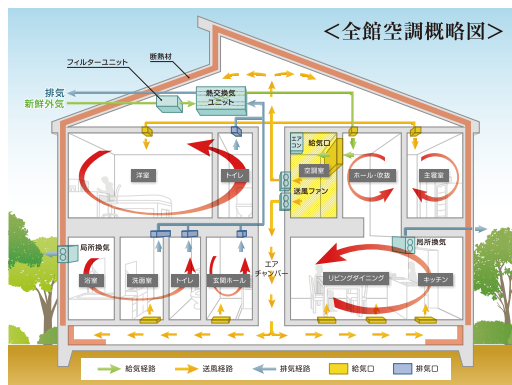 ＜全館空調概略図＞
断熱材
フィルターユニット
排気
新鮮外気
熱交換気
ユニット
エア
コン
給気口
空調室
送風ファン
洋室
トイレ
ホール・吹抜
主寝室
局所換気
局所換気
エア
チャンバー
浴室
洗面室
トイレ
玄関ホール
リビングダイニング
キッチン
給気経路
送風経路
排気経路
給気口
排気口